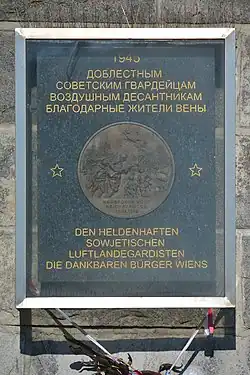 1945
ДОБЛЕСТНЫМ
СОВЕТСКИМ ГВАРДЕЙЦАМ
ВОЗДУШНЫМ ДЕСАНТНИКАМ
БЛАГОДАРНЫЕ ЖИТЕЛИ ВЕНЫ
DEN HELDENHAFTEN
SOWJETISCHEN
LUFTLANDEGARDISTEN
DIE DANKBAREN BÜRGER WIENS